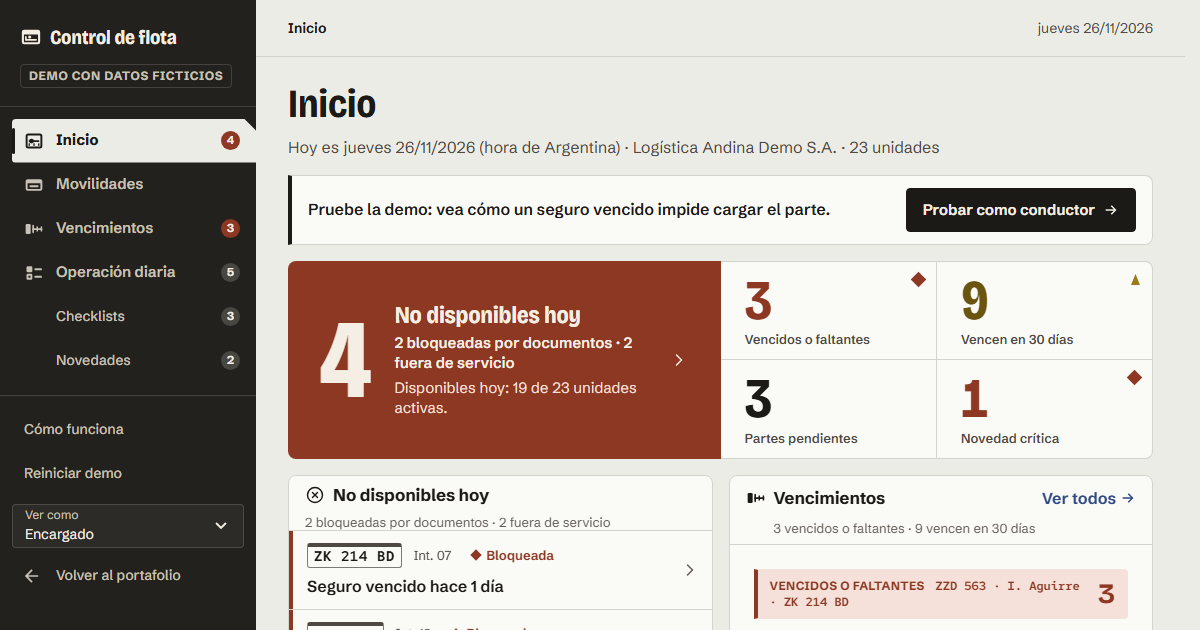 Control de flota
DEMO CON DATOS FICTICIOS
Inicio 4
Movilidades
Vencimientos 3
Operación diaria 5
Checklists 3
Novedades 2
Cómo funciona
Reiniciar demo
Ver como
Encargado
Volver al portafolio
Inicio
jueves 26/11/2026
Inicio
Hoy es jueves 26/11/2026 (hora de Argentina) · Logística Andina Demo S.A. · 23 unidades
Pruebe la demo: vea cómo un seguro vencido impide cargar el parte.
Probar como conductor →
4
No disponibles hoy
2 bloqueadas por documentos · 2
fuera de servicio
Disponibles hoy: 19 de 23 unidades
activas.
3
Vencidos o faltantes
9
Vencen en 30 días
3
Partes pendientes
1
Novedad crítica
No disponibles hoy
2 bloqueadas por documentos · 2 fuera de servicio
ZK 214 BD Int. 07 Bloqueada
Seguro vencido hace 1 día
Vencimientos
Ver todos →
3 vencidos o faltantes · 9 vencen en 30 días
VENCIDOS O FALTANTES ZZD 563 · I. Aguirre
· ZK 214 BD
3